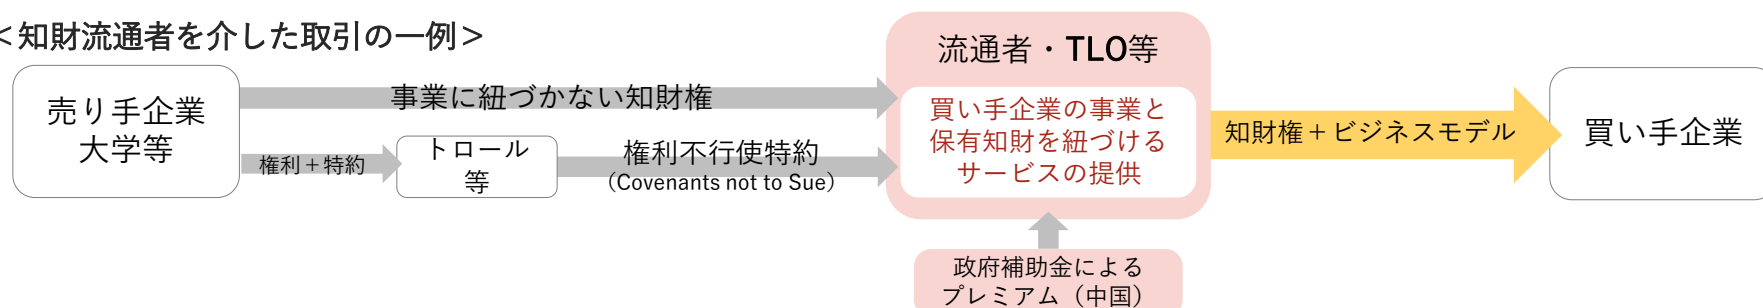 ＜知財流通者を介した取引の一例＞
売り手企業
大学等
事業に紐づかない知財権
権利＋特約
トロール
等
権利不行使特約
（Covenants not to Sue）
流通者・TLO等
買い手企業の事業と
保有知財を紐づける
サービスの提供
政府補助金による
プレミアム（中国）
知財権＋ビジネスモデル
買い手企業